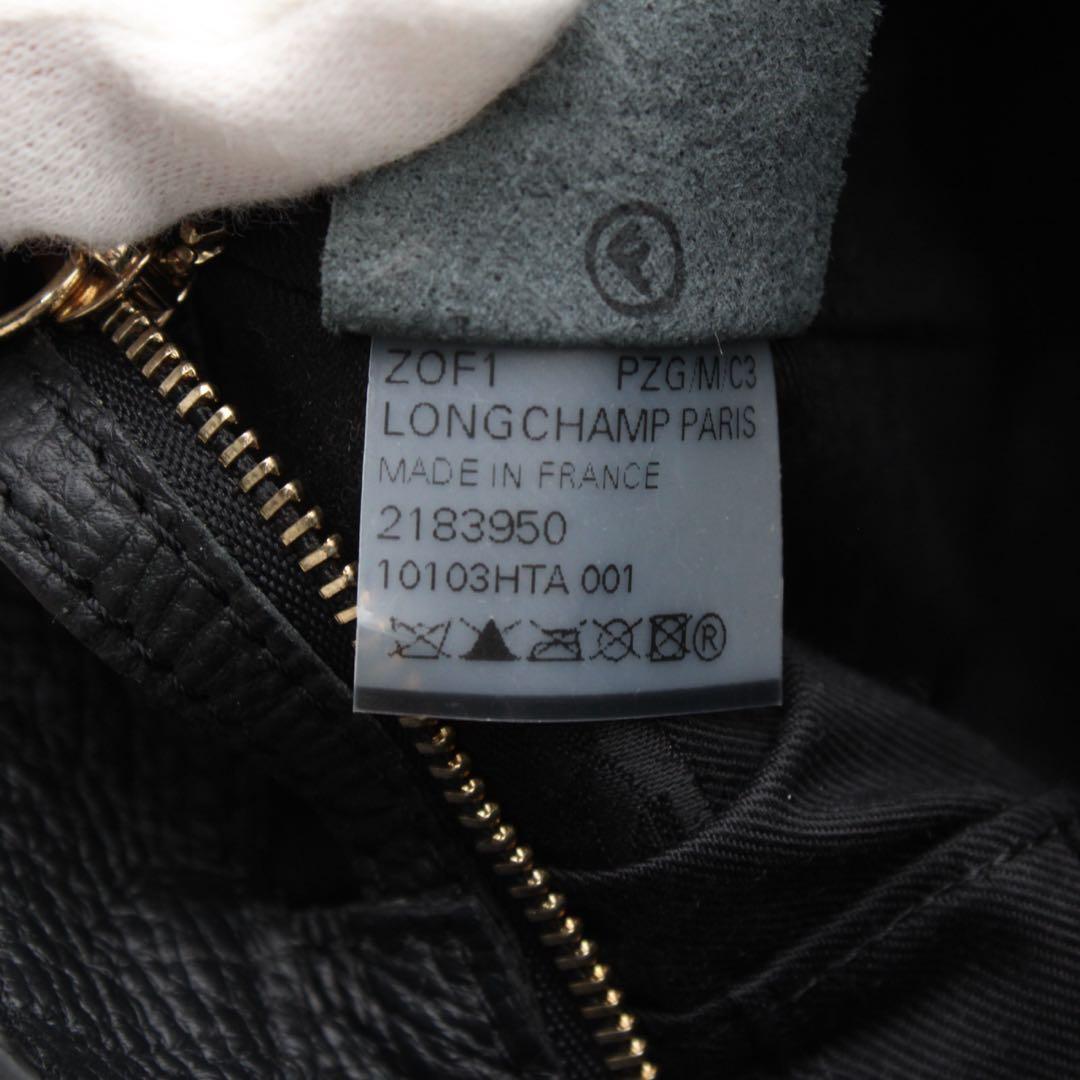 F
ZOF1 PZG/M/C3
LONGCHAMP PARIS
MADE IN FRANCE
2183950
10103HTA 001
®